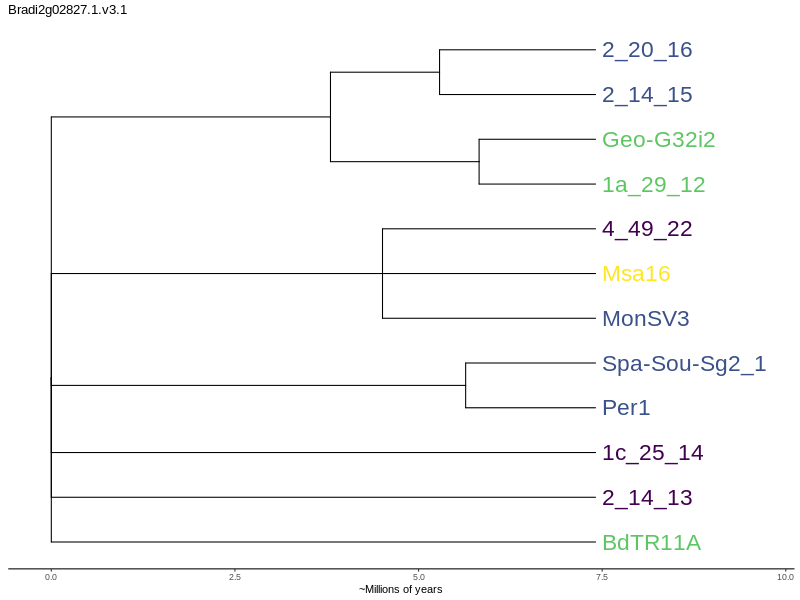 Bradi2g02827.1.v3.1
2_20_16
2_14_15
Geo-G32i2
1a_29_12
4_49_22
Msa16
MonSV3
Spa-Sou-Sg2_1
Per1
1c_25_14
2_14_13
BdTR11A
0.0 2.5 5.0 7.5 10.0
~Millions of years